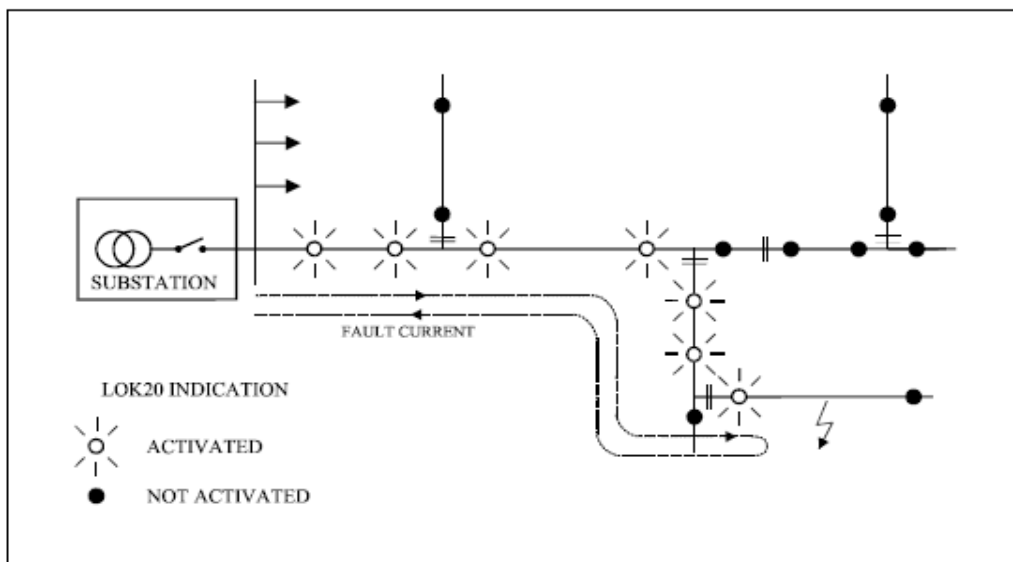 SUBSTATION
FAULT CURRENT
LOK20 INDICATION
ACTIVATED
NOT ACTIVATED